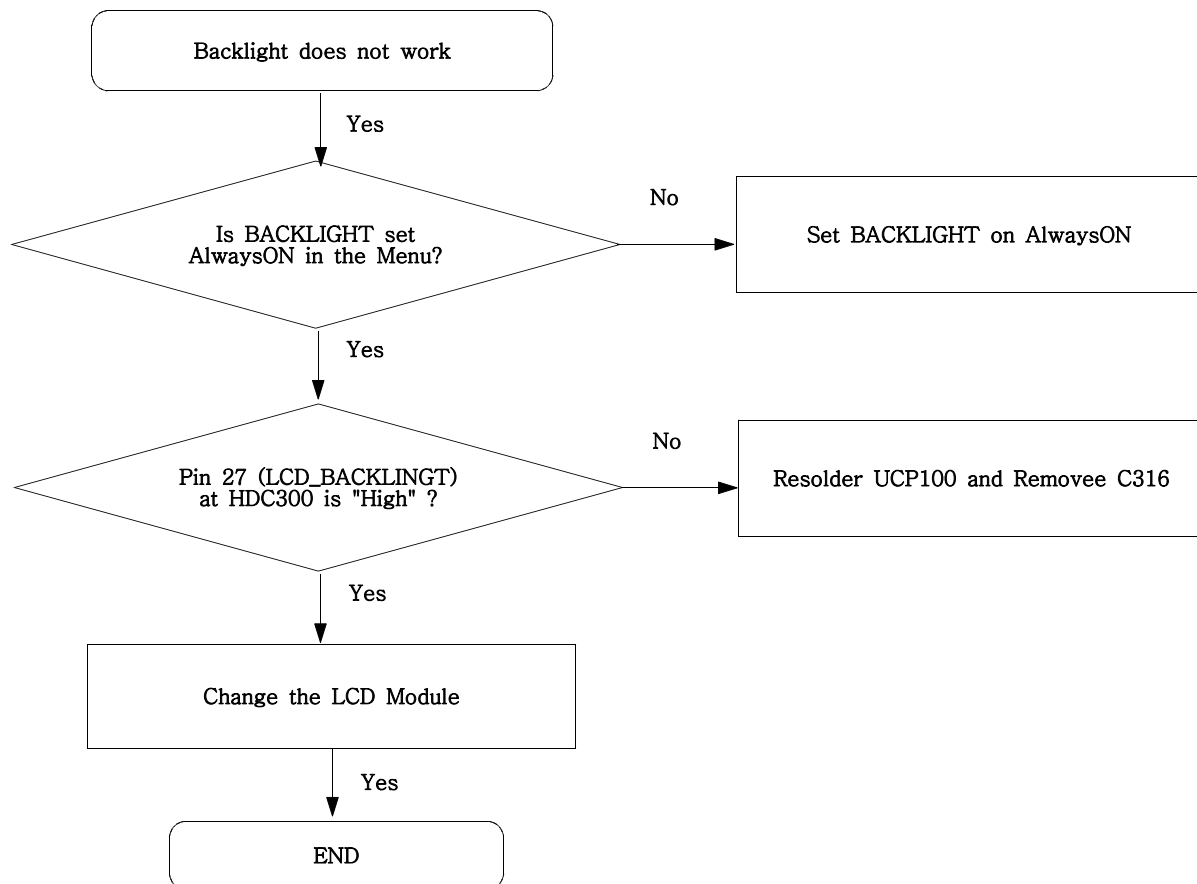 Backlight does not work
Yes
Is BACKLIGHT set
AlwaysON in the Menu?
No
Set BACKLIGHT on AlwaysON
Yes
Pin 27 (LCD_BACKLINGT)
at HDC300 is "High" ?
No
Resolder UCP100 and Removee C316
Yes
Change the LCD Module
Yes
END